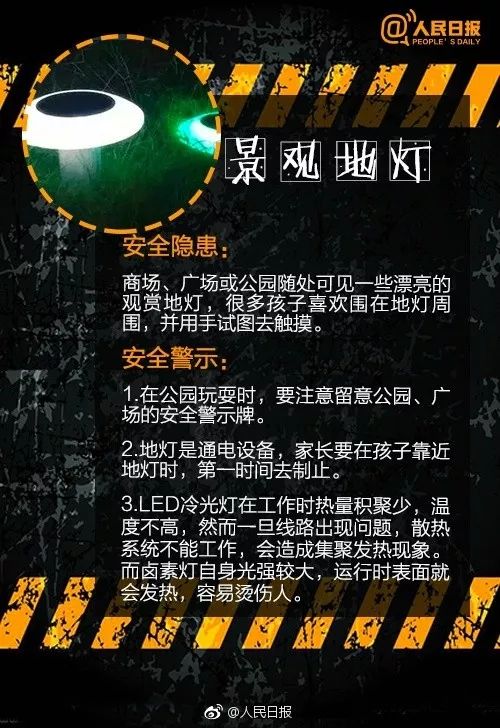 @人民日报
PEOPLE'S DAILY
景观地灯
安全隐患：
商场、广场或公园随处可见一些漂亮的
观赏地灯，很多孩子喜欢围在地灯周
围，并用手试图去触摸。
安全警示：
1.在公园玩耍时，要注意留意公园、广
场的安全警示牌。
2.地灯是通电设备，家长要在孩子靠近
地灯时，第一时间去制止。
3.LED冷光灯在工作时热量积聚少，温
度不高，然而一旦线路出现问题，散热
系统不能工作，会造成集聚发热现象。
而卤素灯自身光强较大，运行时表面就
会发热，容易烫伤人。
@人民日报